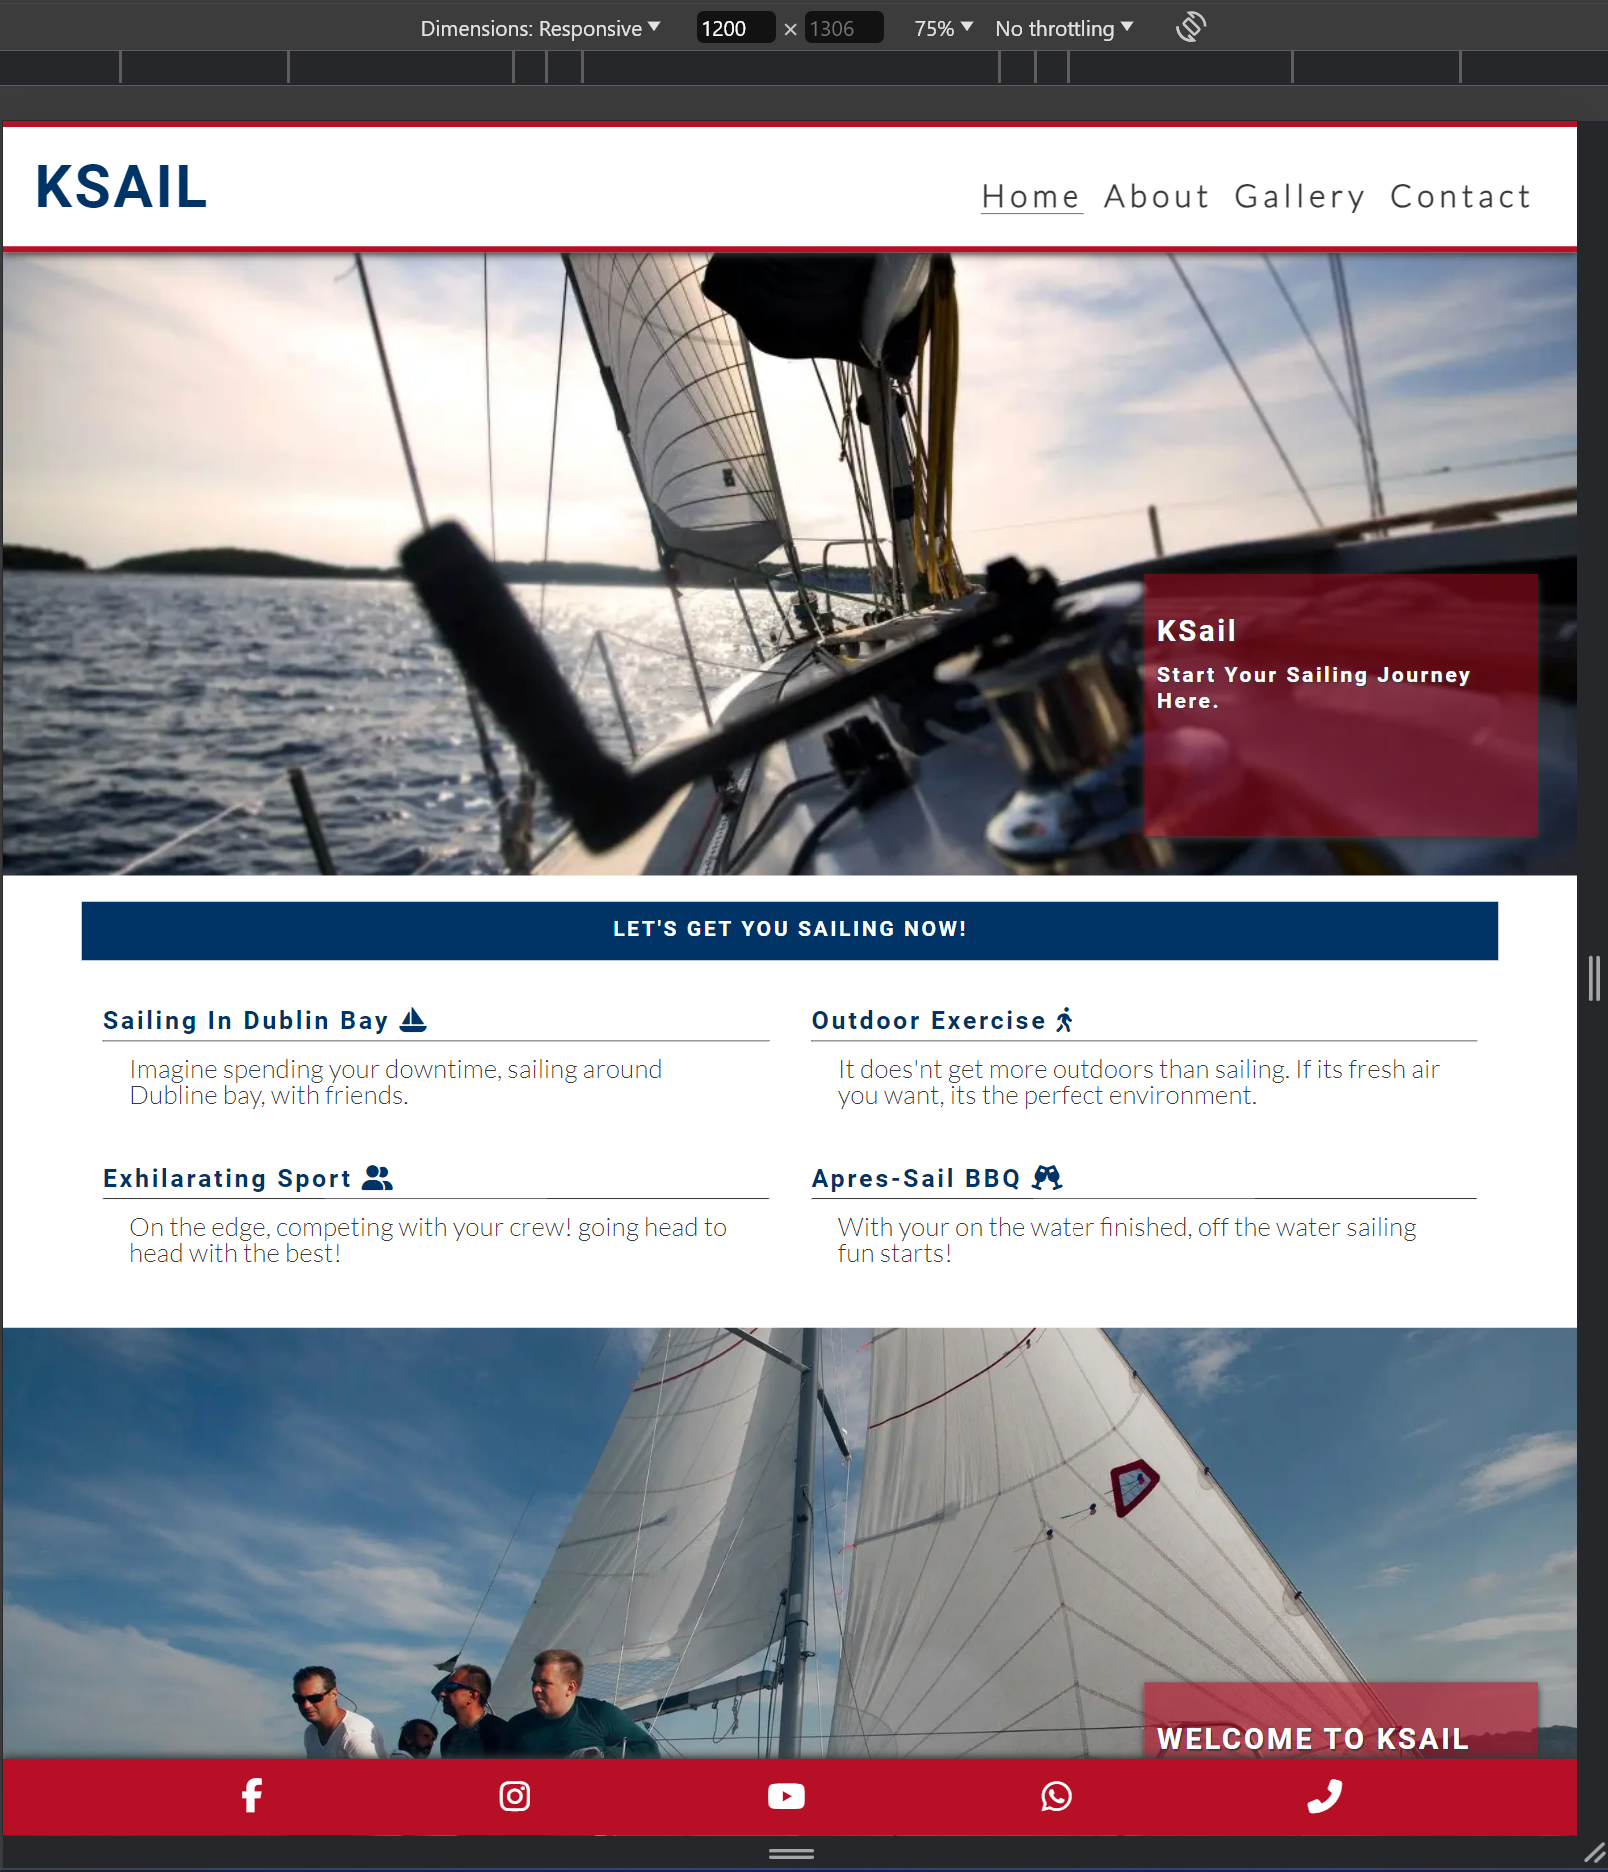 Dimensions: Responsive 1200 × 1306 75% No throttling
KSAIL
Home About Gallery Contact
KSail
Start Your Sailing Journey
Here.
LET'S GET YOU SAILING NOW!
Sailing In Dublin Bay
Imagine spending your downtime, sailing around
Dubline bay, with friends.
Outdoor Exercise
It does'nt get more outdoors than sailing. If its fresh air
you want, its the perfect environment.
Exhilarating Sport
On the edge, competing with your crew! going head to
head with the best!
Apres-Sail BBQ
With your on the water finished, off the water sailing
fun starts!
WELCOME TO KSAIL